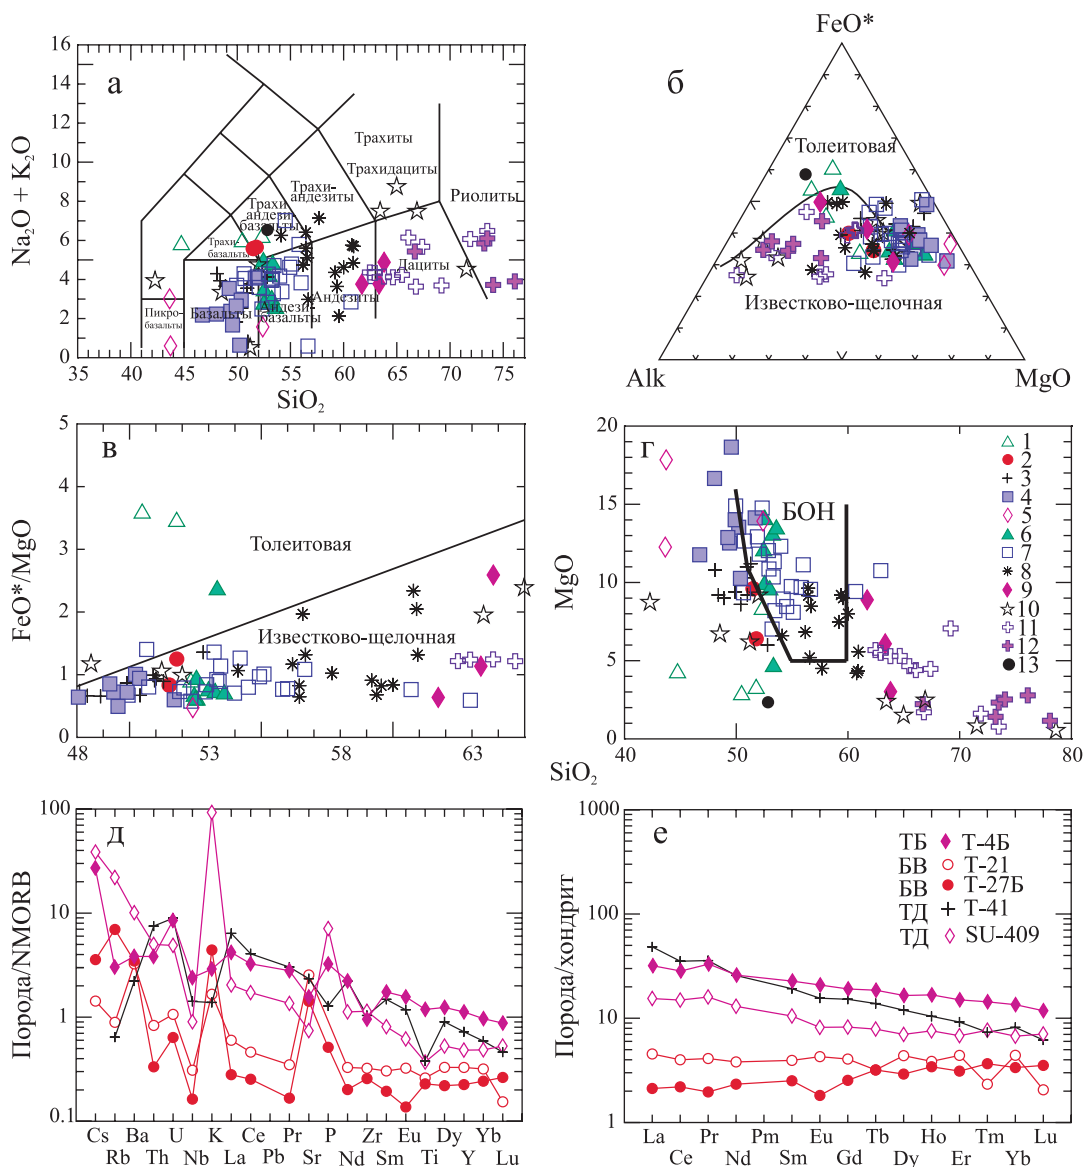 а
Na₂O + K₂O
16
14
12
10
8
6
4
2
0
Трахиты
Трахидациты
Трахи-
андезиты
Риолиты
Трахи
андези
базальты
Трахи-
базальты
Дациты
Андезиты
Пикро-
базальты
Базальты
Андези-
базальты
35 40 45 50 55 60 65 70 75
SiO₂
FeO*
б
Толеитовая
Известково-щелочная
Alk
MgO
в
FeO*/MgO
5
4
3
2
1
0
Толеитовая
Известково-щелочная
48 53 58 63
г
MgO
20
15
10
5
0
БОН
1
2
3
4
5
6
7
8
9
10
11
12
13
40 50 60 70 80
SiO₂
д
Порода/NMORB
100
10
1
0.1
Cs Ba U K Ce Pr P Zr Eu Dy Yb
Rb Th Nb La Pb Sr Nd Sm Ti Y Lu
е
Порода/хондрит
1000
100
10
1
ТБ Т-4Б
БВ Т-21
БВ Т-27Б
ТД Т-41
ТД SU-409
La Pr Pm Eu Tb Ho Tm Lu
Ce Nd Sm Gd Dy Er Yb